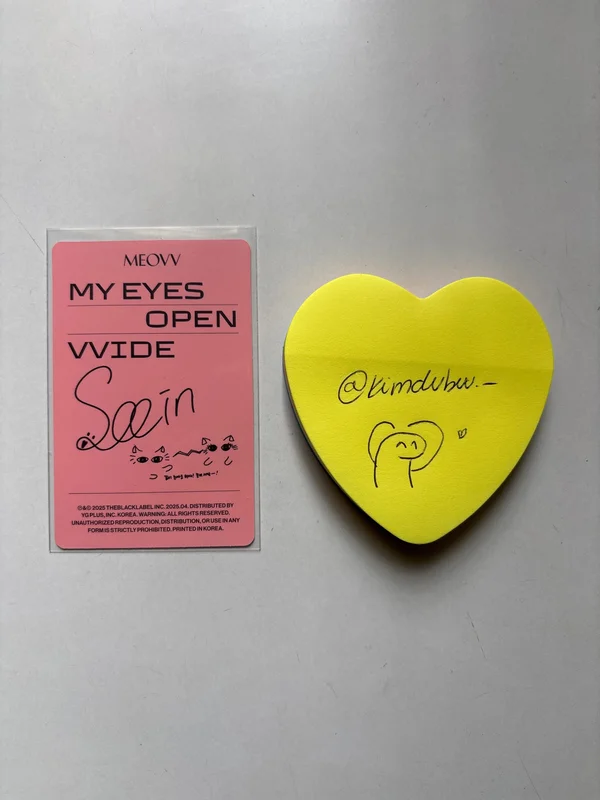 MEOVV
MY EYES
OPEN
VVIDE
Sooin
℗&© 2025 THEBLACKLABEL INC. 2025.04. DISTRIBUTED BY
YG PLUS, INC. KOREA. WARNING: ALL RIGHTS RESERVED.
UNAUTHORIZED REPRODUCTION, DISTRIBUTION, OR USE IN ANY
FORM IS STRICTLY PROHIBITED. PRINTED IN KOREA.
@kimdubu._